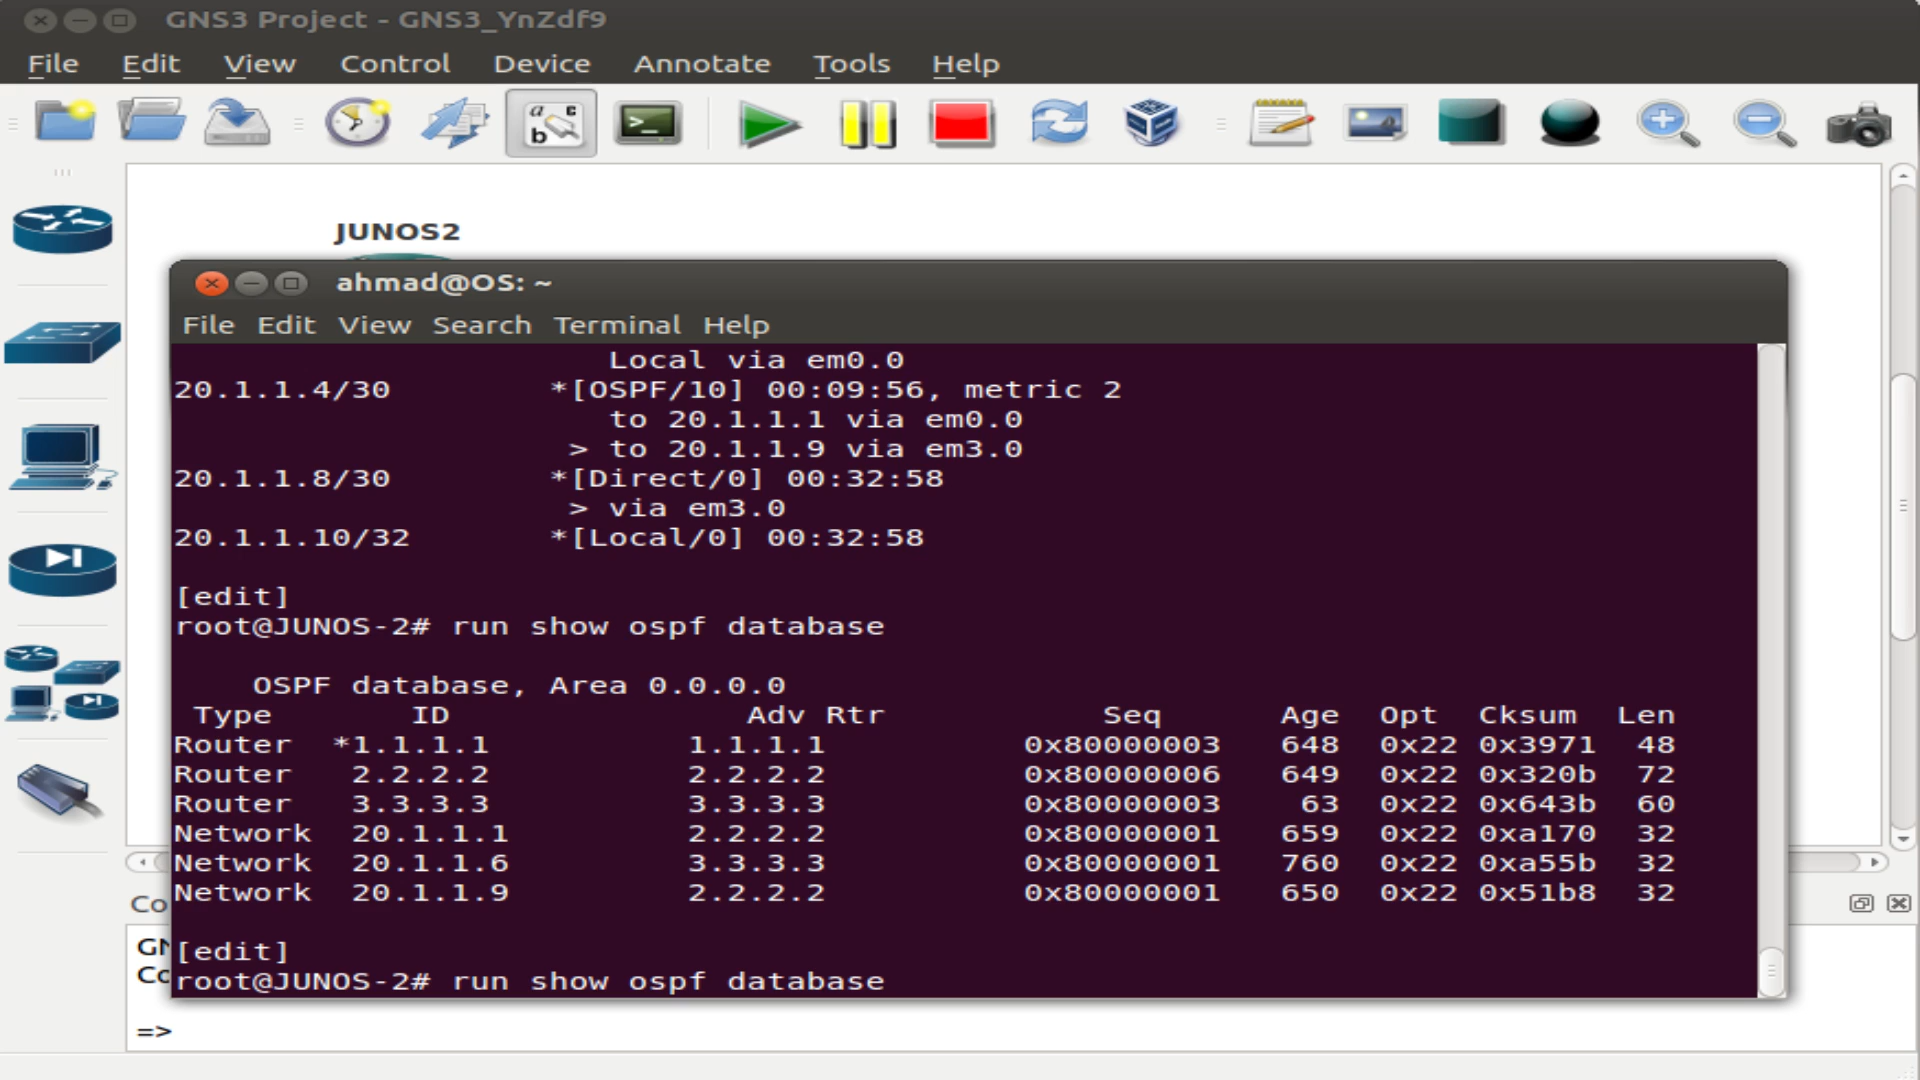 GNS3 Project - GNS3_YnZdf9
File Edit View Control Device Annotate Tools Help
JUNOS2
ahmad@OS: ~
File Edit View Search Terminal Help
Local via em0.0
20.1.1.4/30 *[OSPF/10] 00:09:56, metric 2
to 20.1.1.1 via em0.0
> to 20.1.1.9 via em3.0
20.1.1.8/30 *[Direct/0] 00:32:58
> via em3.0
20.1.1.10/32 *[Local/0] 00:32:58
[edit]
root@JUNOS-2# run show ospf database
OSPF database, Area 0.0.0.0
Type ID Adv Rtr Seq Age Opt Cksum Len
Router *1.1.1.1 1.1.1.1 0x80000003 648 0x22 0x3971 48
Router 2.2.2.2 2.2.2.2 0x80000006 649 0x22 0x320b 72
Router 3.3.3.3 3.3.3.3 0x80000003 63 0x22 0x643b 60
Network 20.1.1.1 2.2.2.2 0x80000001 659 0x22 0xa170 32
Network 20.1.1.6 3.3.3.3 0x80000001 760 0x22 0xa55b 32
Network 20.1.1.9 2.2.2.2 0x80000001 650 0x22 0x51b8 32
[edit]
root@JUNOS-2# run show ospf database
=>